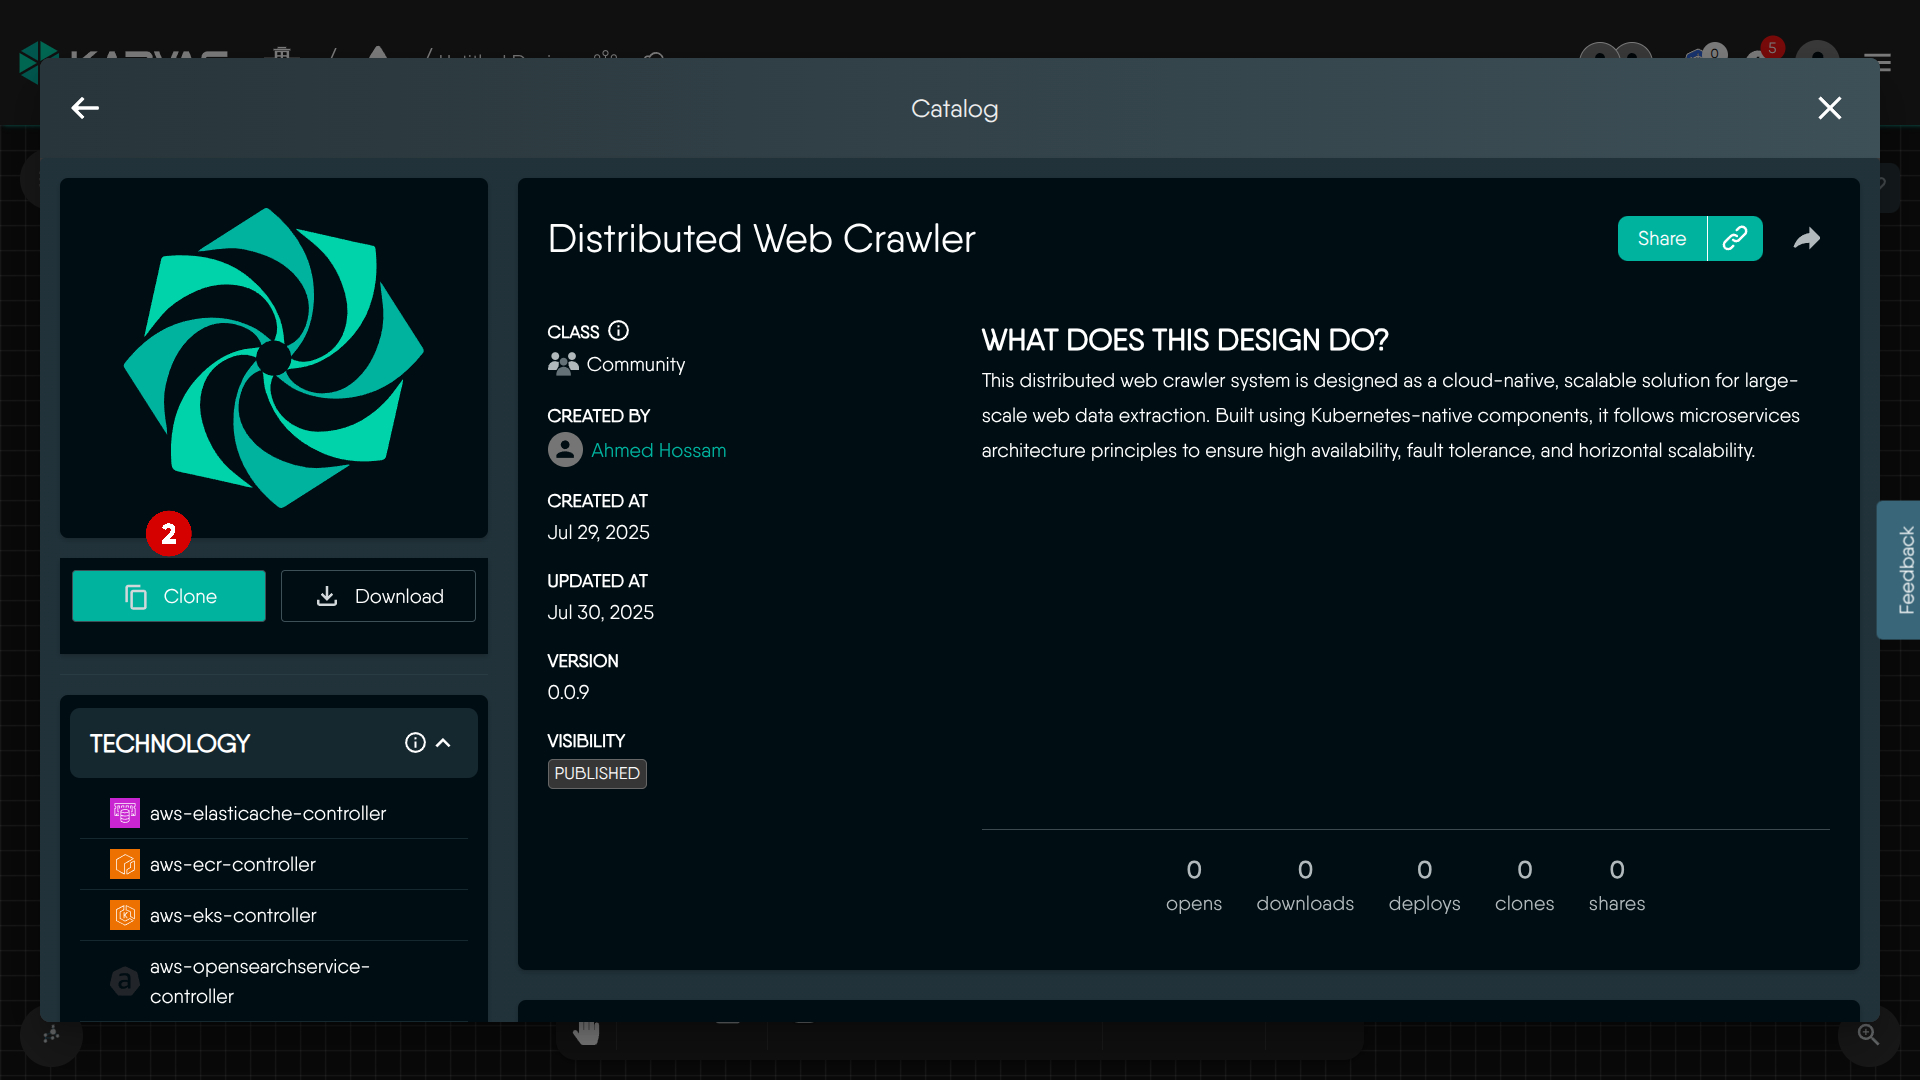 0
5
Catalog
Distributed Web Crawler
Share
CLASS
Community
CREATED BY
Ahmed Hossam
CREATED AT
Jul 29, 2025
UPDATED AT
Jul 30, 2025
VERSION
0.0.9
VISIBILITY
PUBLISHED
WHAT DOES THIS DESIGN DO?
This distributed web crawler system is designed as a cloud-native, scalable solution for large-
scale web data extraction. Built using Kubernetes-native components, it follows microservices
architecture principles to ensure high availability, fault tolerance, and horizontal scalability.
0 0 0 0 0
opens downloads deploys clones shares
2
Clone
Download
TECHNOLOGY
aws-elasticache-controller
aws-ecr-controller
aws-eks-controller
aws-opensearchservice-
controller
Feedback